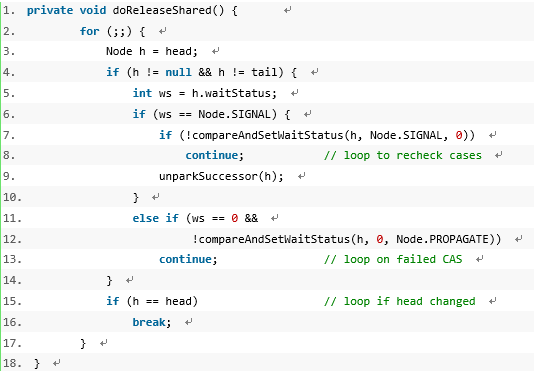 1. private void doReleaseShared() { ↵
2.         for (;;) { ↵
3.             Node h = head; ↵
4.             if (h != null && h != tail) { ↵
5.                 int ws = h.waitStatus; ↵
6.                 if (ws == Node.SIGNAL) { ↵
7.                     if (!compareAndSetWaitStatus(h, Node.SIGNAL, 0)) ↵
8.                         continue;            // loop to recheck cases ↵
9.                     unparkSuccessor(h); ↵
10.                 } ↵
11.                 else if (ws == 0 && ↵
12.                          !compareAndSetWaitStatus(h, 0, Node.PROPAGATE)) ↵
13.                     continue;                // loop on failed CAS ↵
14.             } ↵
15.             if (h == head)                   // loop if head changed ↵
16.                 break; ↵
17.         } ↵
18.  } ↵